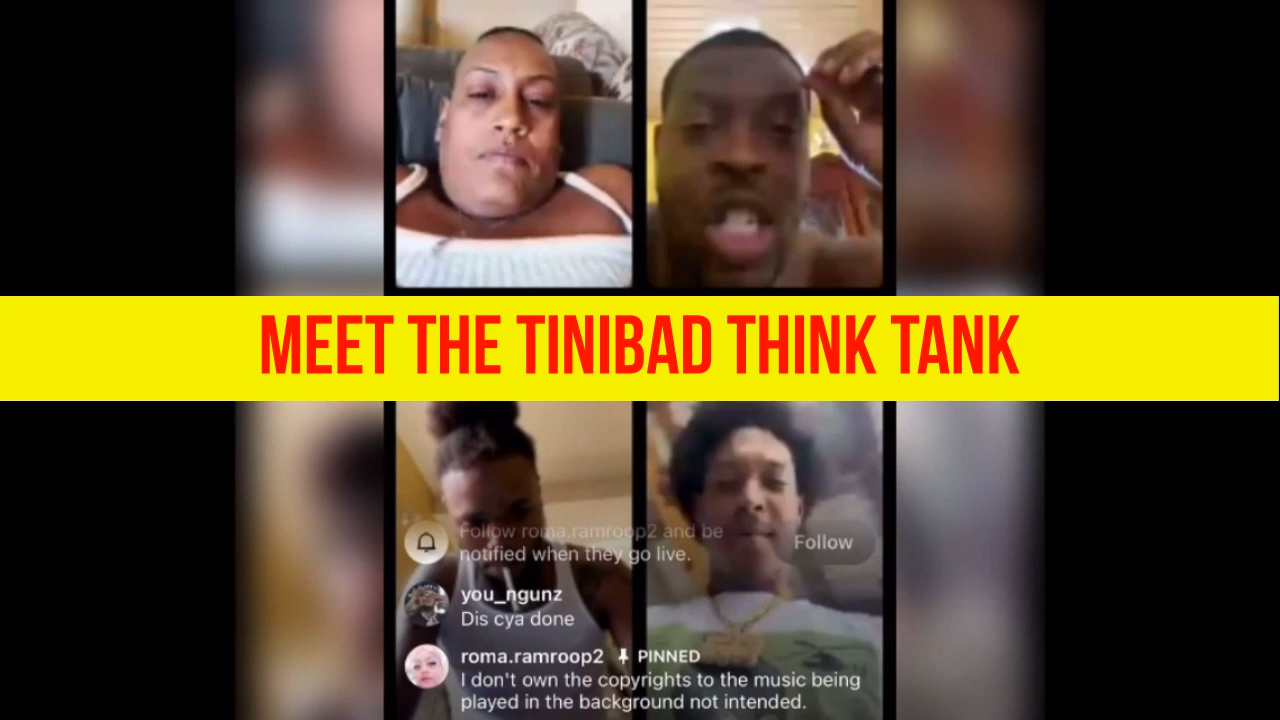 MEET THE TINIBAD THINK TANK
Follow roma.ramroop2 and be
notified when they go live.
Follow
you_ngunz
Dis cya done
roma.ramroop2 PINNED
I don't own the copyrights to the music being
played in the background not intended.